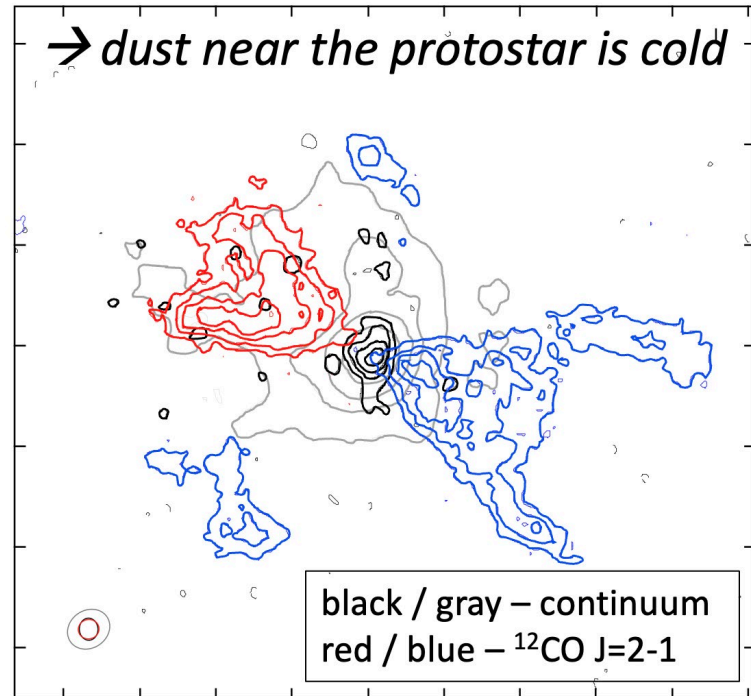 → dust near the protostar is cold
black / gray – continuum
red / blue – ¹²CO J=2-1